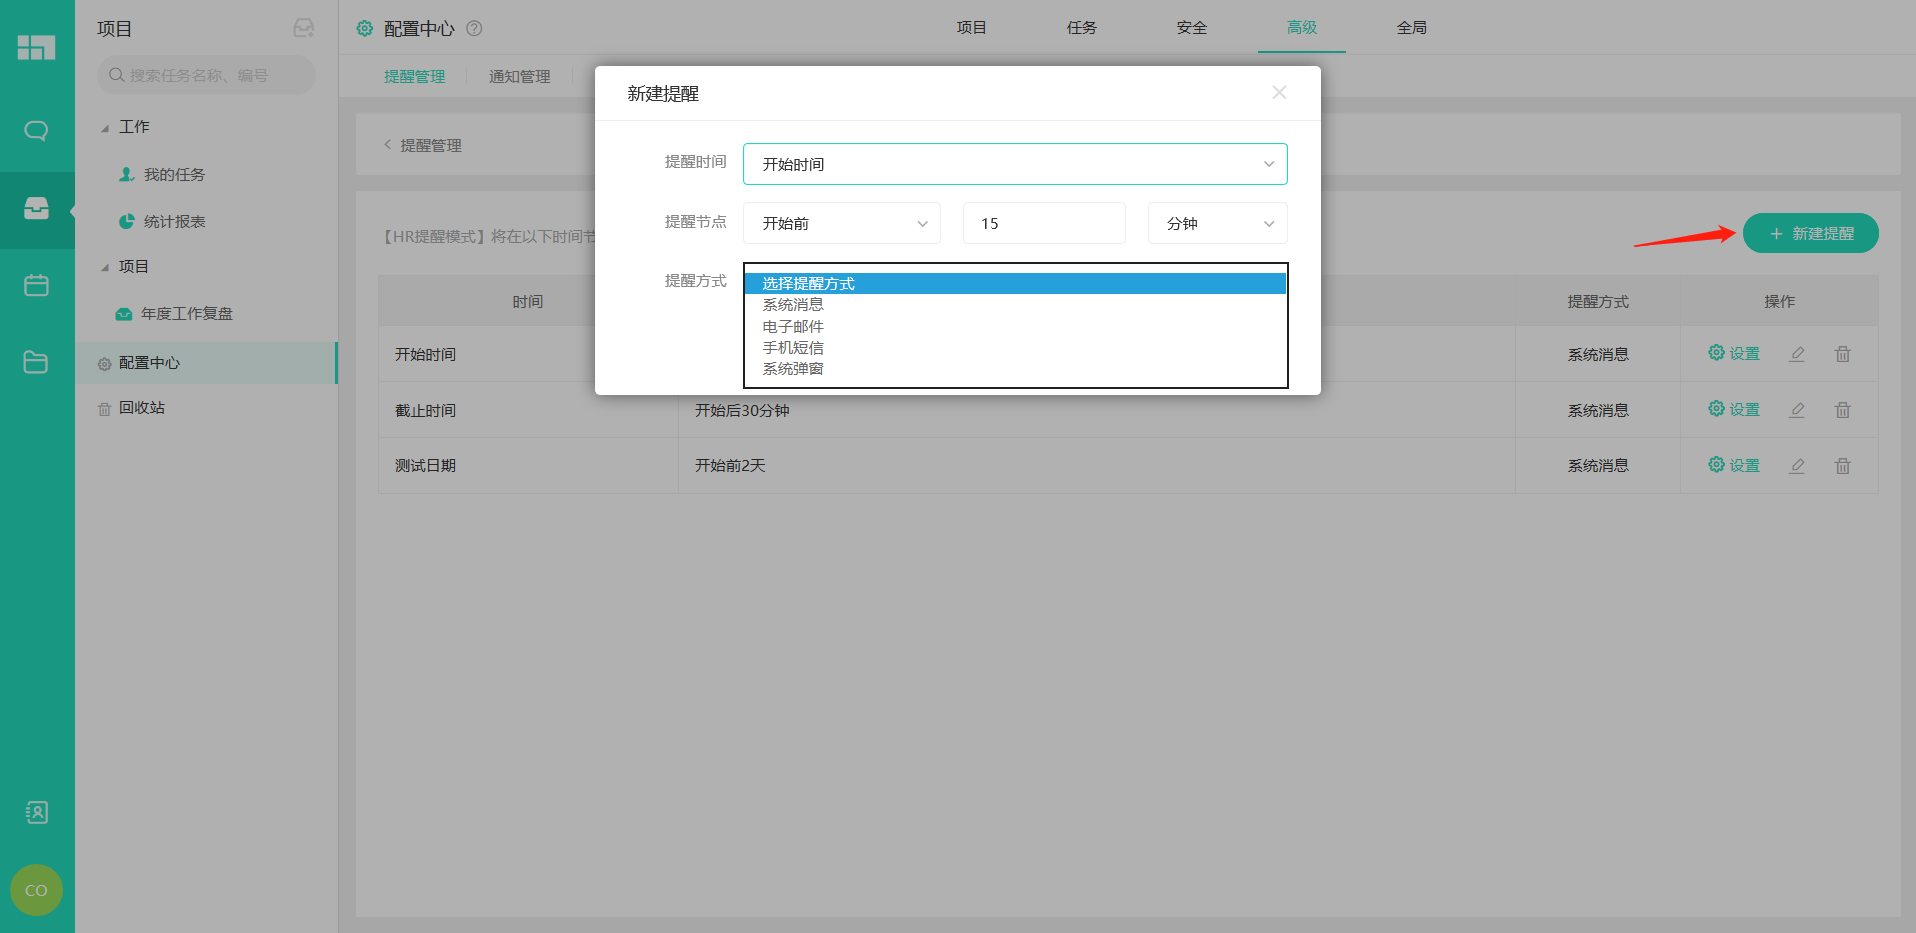 项目
搜索任务名称、编号
工作
我的任务
统计报表
项目
年度工作复盘
配置中心
回收站
CO
配置中心
项目
任务
安全
高级
全局
提醒管理
通知管理
提醒管理
【HR提醒模式】将在以下时间节
新建提醒
时间
提醒方式
操作
开始时间
系统消息
设置
截止时间
开始后30分钟
系统消息
设置
测试日期
开始前2天
系统消息
设置
新建提醒
提醒时间
开始时间
提醒节点
开始前
15
分钟
提醒方式
选择提醒方式
系统消息
电子邮件
手机短信
系统弹窗